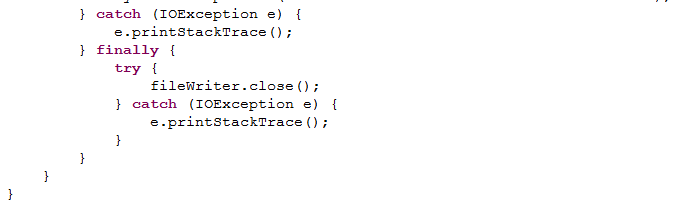 } catch (IOException e) {
e.printStackTrace();
} finally {
try {
fileWriter.close();
} catch (IOException e) {
e.printStackTrace();
}
}
}
}